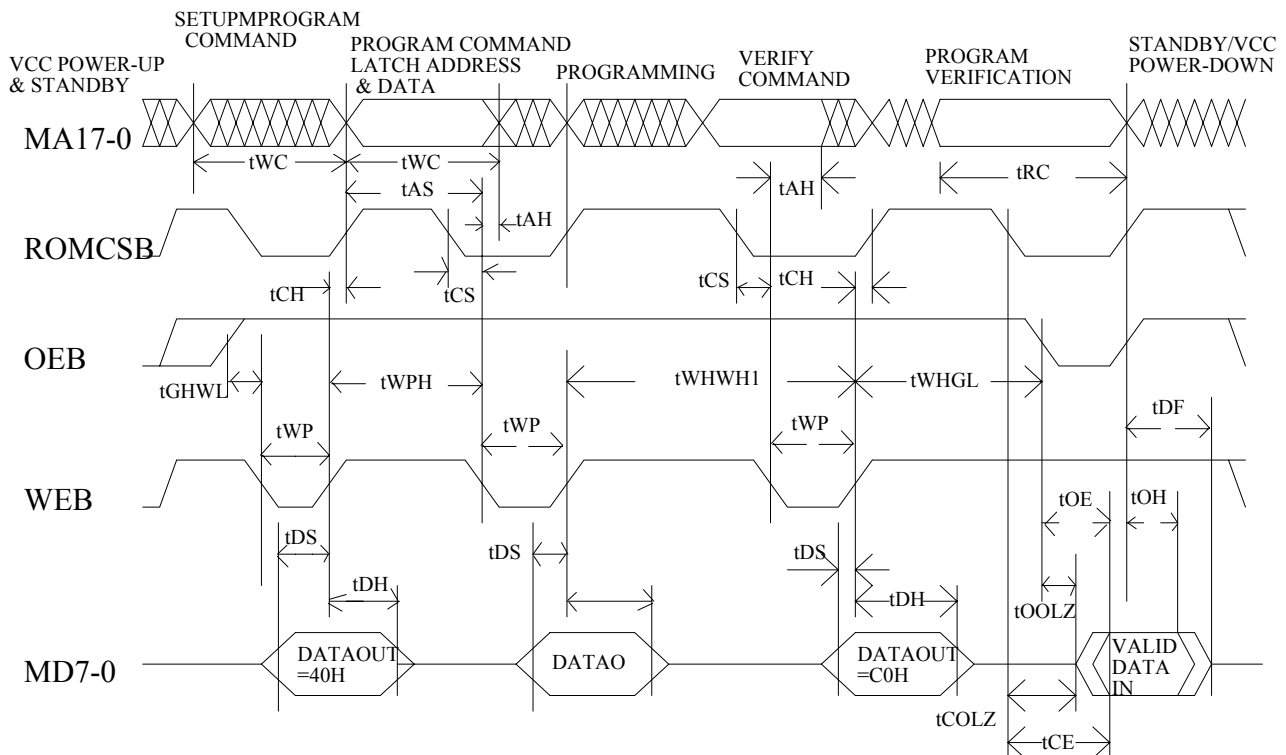 SETUPMPROGRAM
COMMAND
VCC POWER-UP
& STANDBY
PROGRAM COMMAND
LATCH ADDRESS
& DATA
PROGRAMMING
VERIFY
COMMAND
PROGRAM
VERIFICATION
STANDBY/VCC
POWER-DOWN
MA17-0
tWC
tWC
tAS
tAH
tAH
tRC
ROMCSB
tCH
tCS
tCS
tCH
OEB
tGHWL
tWPH
tWHWH1
tWHGL
tDF
tWP
tWP
tWP
WEB
tOE
tOH
tDS
tDS
tDS
tDH
tDH
tOOLZ
MD7-0
DATAOUT
=40H
DATAO
DATAOUT
=C0H
VALID
DATA
IN
tCOLZ
tCE